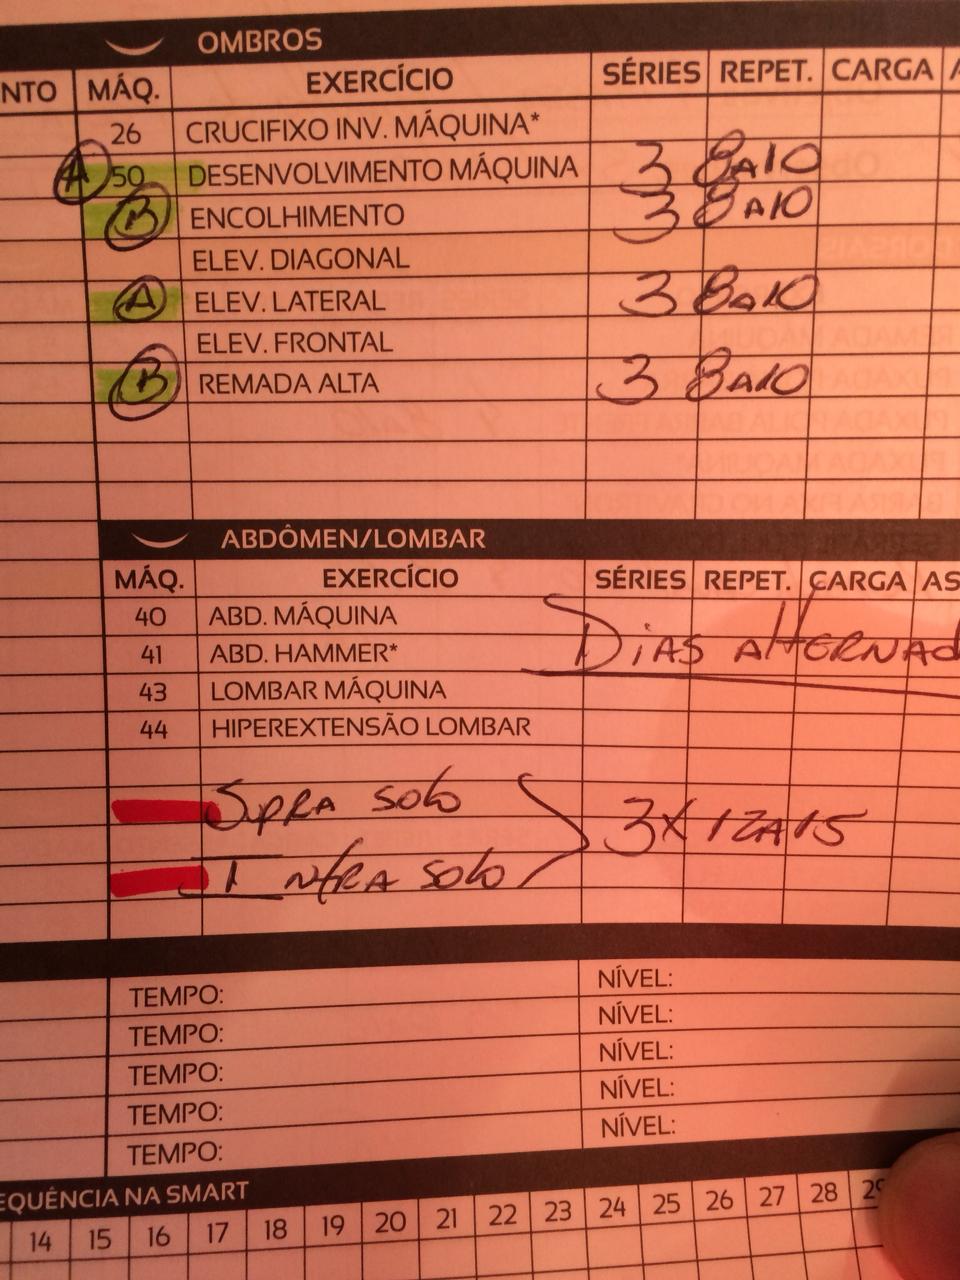 OMBROS
NTO MÁQ. EXERCÍCIO SÉRIES REPET. CARGA A
26 CRUCIFIXO INV. MÁQUINA*
A 50 DESENVOLVIMENTO MÁQUINA 3 8 A 10
B ENCOLHIMENTO 3 8 A 10
ELEV. DIAGONAL
A ELEV. LATERAL 3 8 A 10
ELEV. FRONTAL
B REMADA ALTA 3 8 A 10
ABDÔMEN/LOMBAR
MÁQ. EXERCÍCIO SÉRIES REPET. CARGA AS
40 ABD. MÁQUINA
41 ABD. HAMMER* DIAS ALTERNAD
43 LOMBAR MÁQUINA
44 HIPEREXTENSÃO LOMBAR
SUPRA SOLO
3X 12 A 15
INFRA SOLO
TEMPO: NÍVEL:
TEMPO: NÍVEL:
TEMPO: NÍVEL:
TEMPO: NÍVEL:
TEMPO: NÍVEL:
EQUÊNCIA NA SMART
14 15 16 17 18 19 20 21 22 23 24 25 26 27 28 29